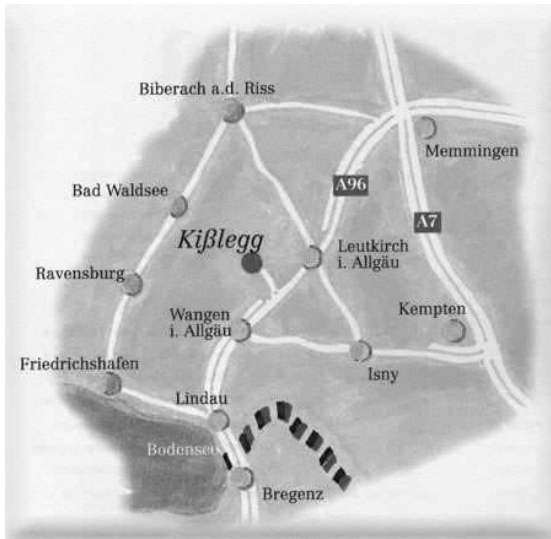 Biberach a.d. Riss
Memmingen
A96
Bad Waldsee
A7
Kißlegg
Leutkirch
i. Allgäu
Ravensburg
Wangen
i. Allgäu
Kempten
Friedrichshafen
Isny
Lindau
Bodensee
Bregenz